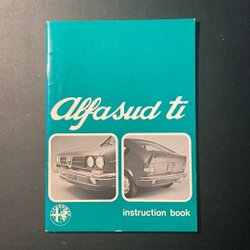 Alfasud ti
instruction book